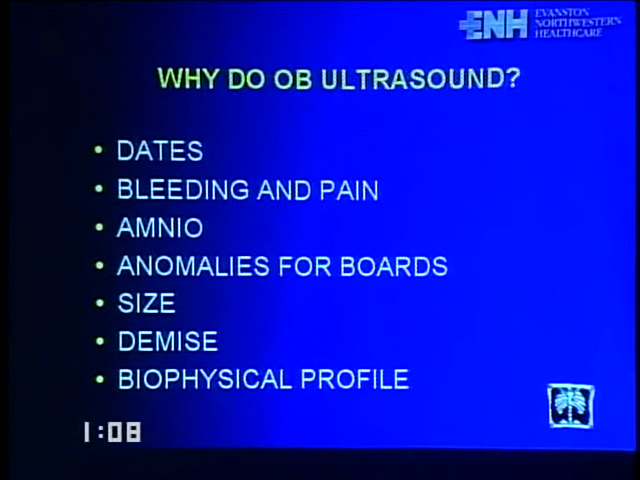 ENH EVANSTON
NORTHWESTERN
HEALTHCARE
WHY DO OB ULTRASOUND?
• DATES
• BLEEDING AND PAIN
• AMNIO
• ANOMALIES FOR BOARDS
• SIZE
• DEMISE
• BIOPHYSICAL PROFILE
1:08